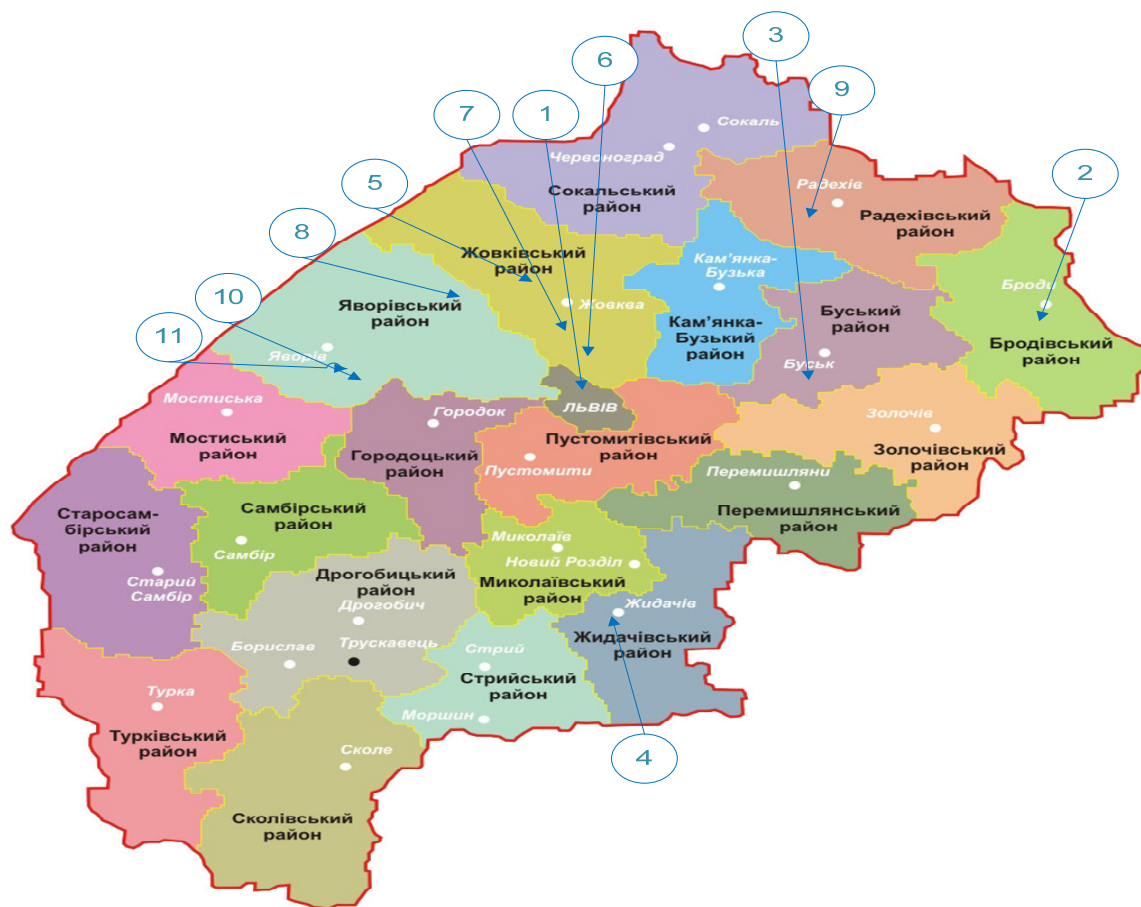 3
6
9
7
1
Сокаль
Червоноград
5
Сокальський
район
Радехів
2
Радехівський
район
8
Жовківський
район
Кам’янка-
Бузька
10
Яворівський
район
Жовква
Броди
11
Буський
район
Кам’янка-
Бузький
район
Бродівський
район
Яворів
Буськ
Мостиська
Городок
ЛЬВІВ
Золочів
Мостиський
район
Городоцький
район
Пустомитівський
район
Золочівський
район
Пустомити
Перемишляни
Старосам-
бірський
район
Самбірський
район
Перемишлянський
район
Самбір
Миколаїв
Новий Розділ
Старий
Самбір
Дрогобицький
район
Миколаївський
район
Дрогобич
Жидачів
Борислав
Трускавець
Стрий
Жидачівський
район
Стрийський
район
Турка
Моршин
Турківський
район
Сколе
4
Сколівський
район